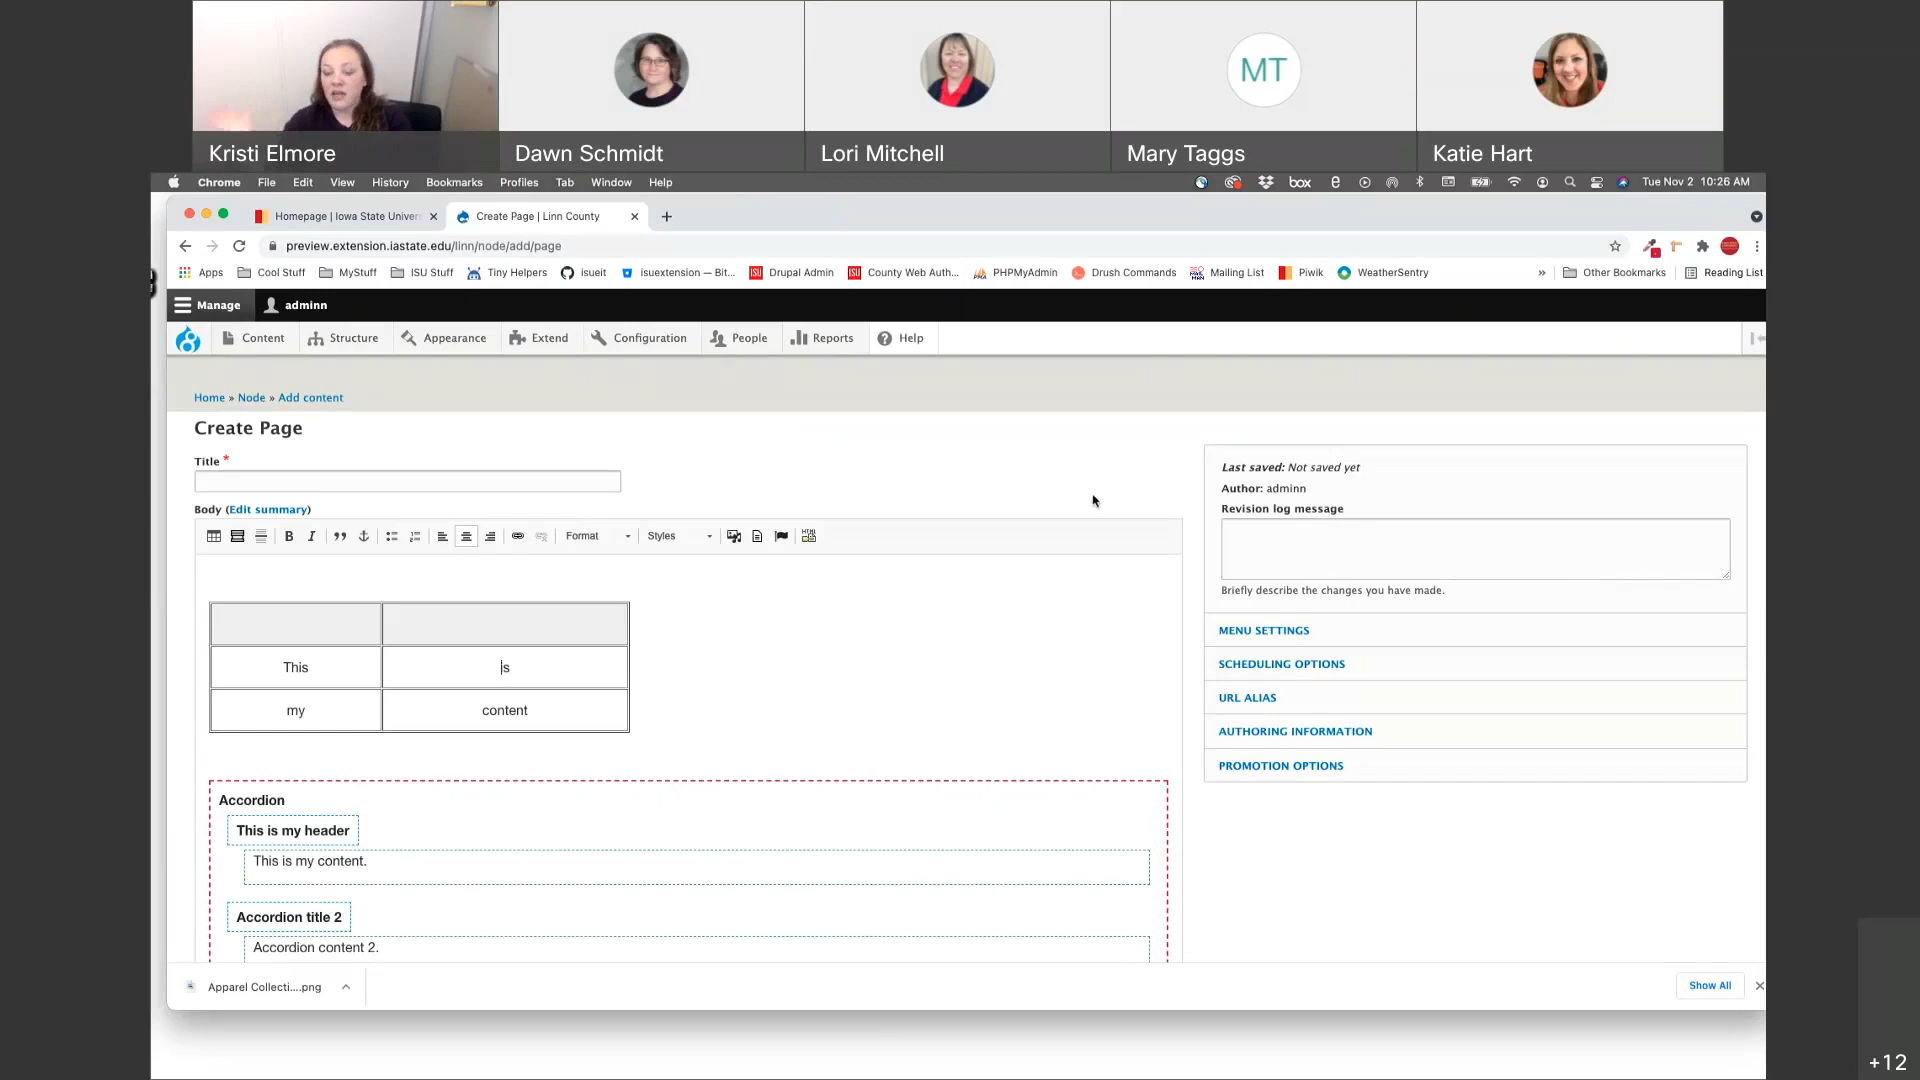 MT
Kristi Elmore
Dawn Schmidt
Lori Mitchell
Mary Taggs
Katie Hart
Chrome File Edit View History Bookmarks Profiles Tab Window Help
box
Tue Nov 2 10:26 AM
Homepage | Iowa State Univer
Create Page | Linn County
preview.extension.iastate.edu/linn/node/add/page
Apps Cool Stuff MyStuff ISU Stuff Tiny Helpers isueit isuextension — Bit... Drupal Admin County Web Auth... PHPMyAdmin Drush Commands Mailing List Piwik WeatherSentry » Other Bookmarks Reading List
Manage adminn
Content Structure Appearance Extend Configuration People Reports Help
Home » Node » Add content
Create Page
Title *
Body (Edit summary)
Format Styles
This is
my content
Accordion
This is my header
This is my content.
Accordion title 2
Accordion content 2.
Last saved: Not saved yet
Author: adminn
Revision log message
Briefly describe the changes you have made.
MENU SETTINGS
SCHEDULING OPTIONS
URL ALIAS
AUTHORING INFORMATION
PROMOTION OPTIONS
Apparel Collecti....png
Show All
+12